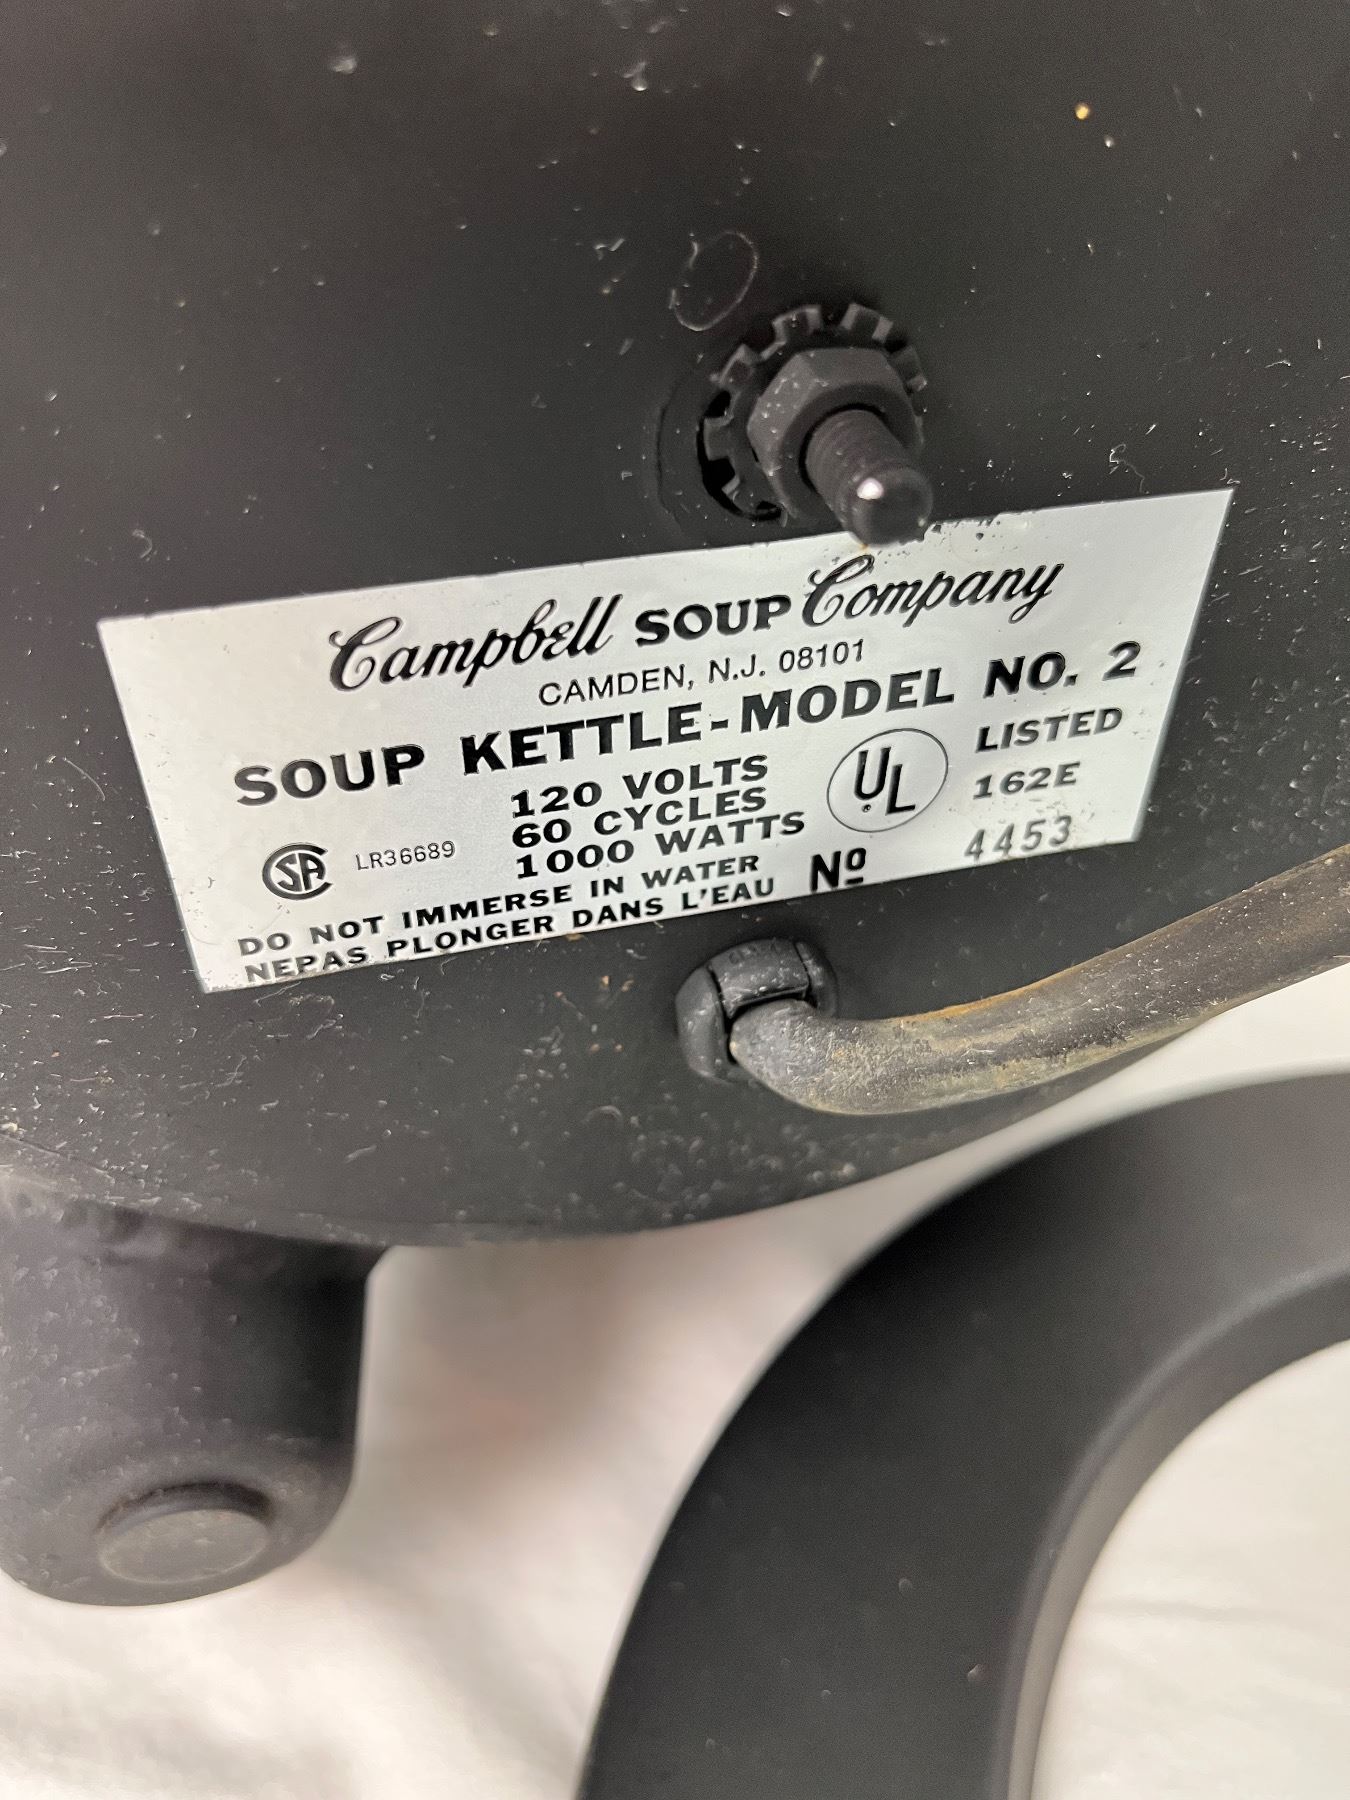 Campbell SOUP Company
CAMDEN, N.J. 08101
SOUP KETTLE-MODEL NO. 2
120 VOLTS
60 CYCLES
1000 WATTS
UL
LISTED
162E
SA LR36689
DO NOT IMMERSE IN WATER
NEPAS PLONGER DANS L'EAU
Nº 4453